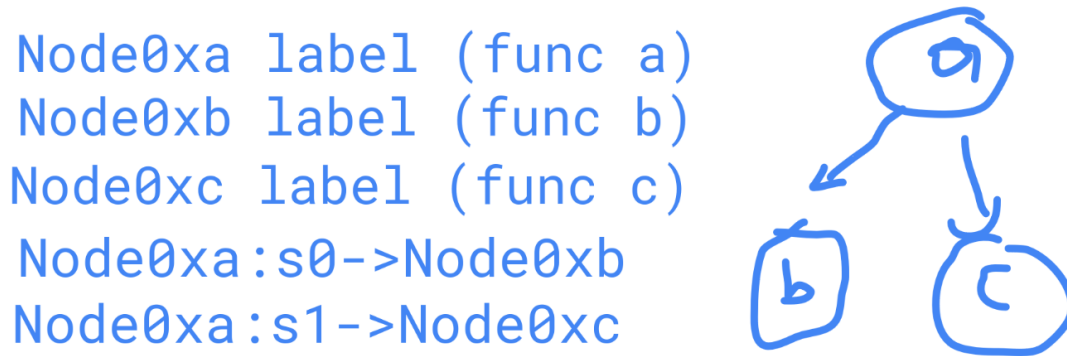 Node0xa label (func a)
Node0xb label (func b)
Node0xc label (func c)
Node0xa:s0->Node0xb
Node0xa:s1->Node0xc
a
b
c